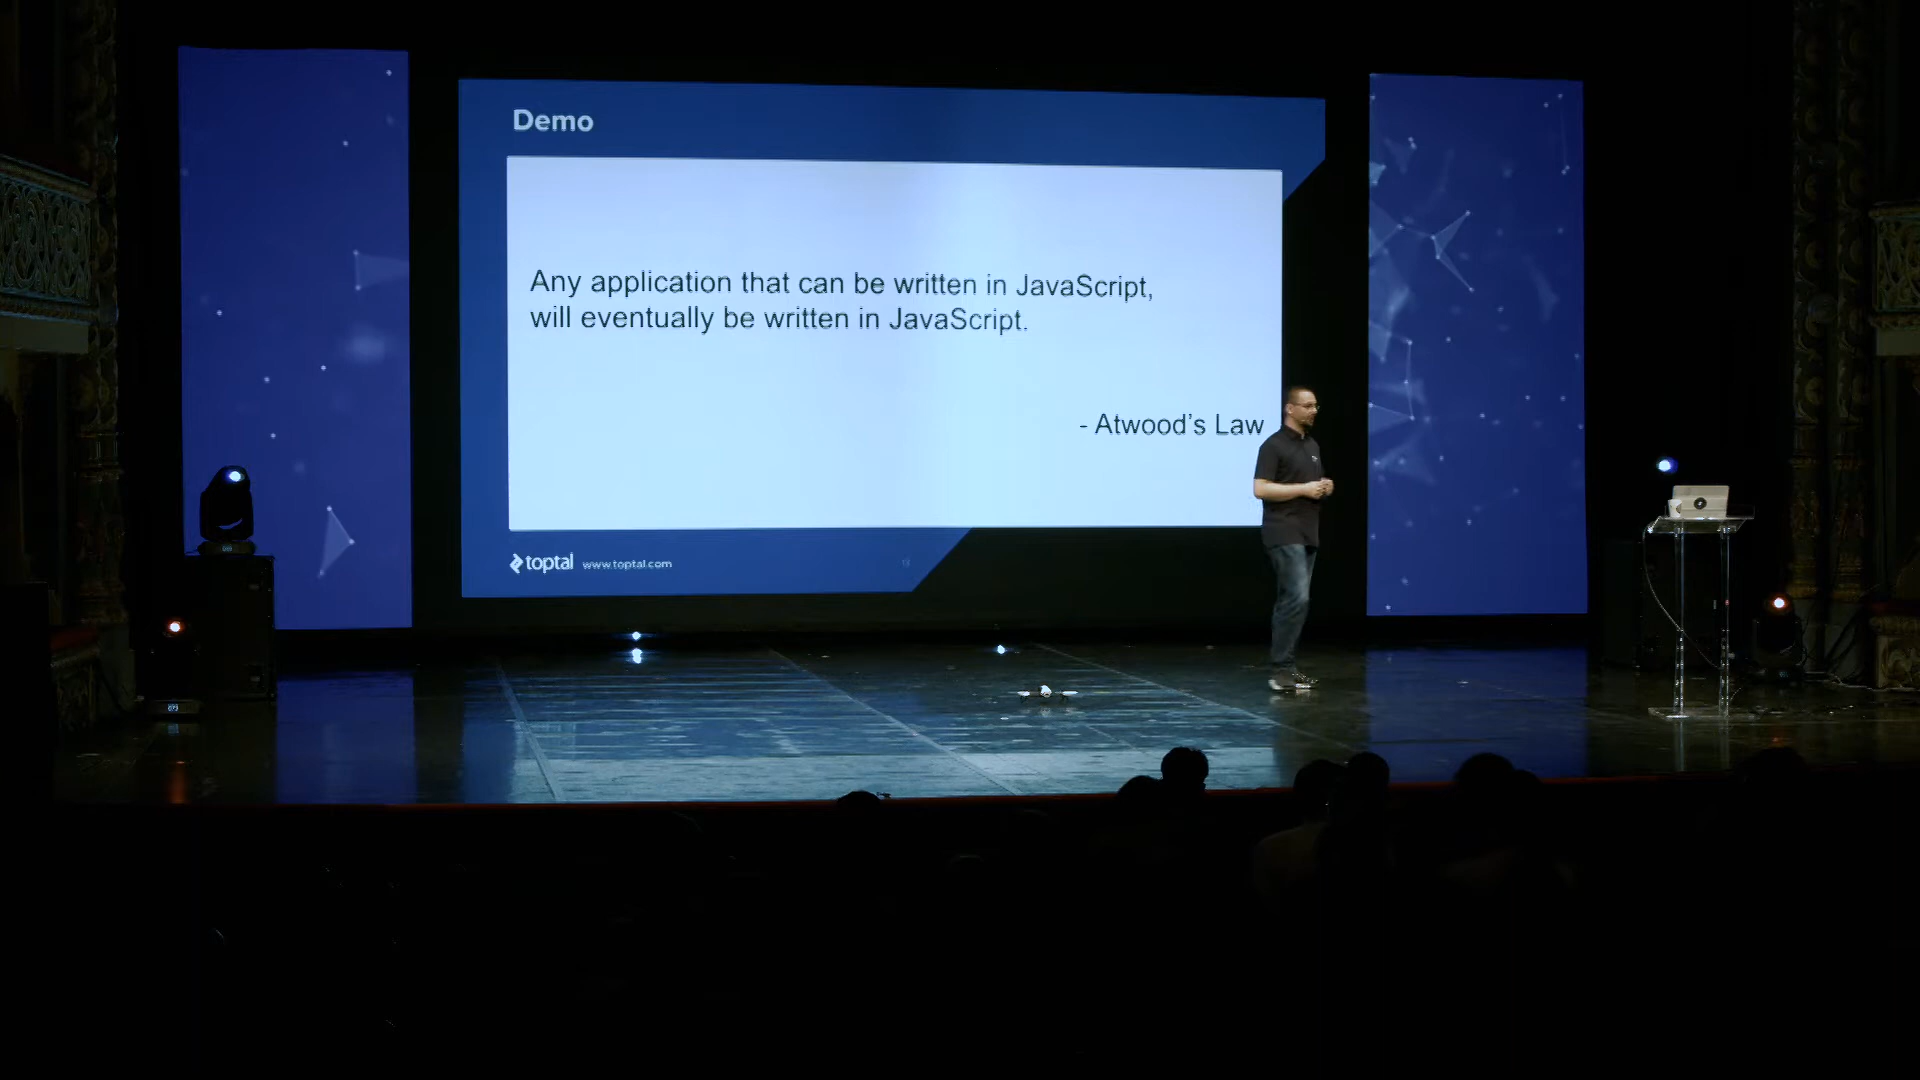 Demo
Any application that can be written in JavaScript,
will eventually be written in JavaScript.
- Atwood's Law
toptal www.toptal.com